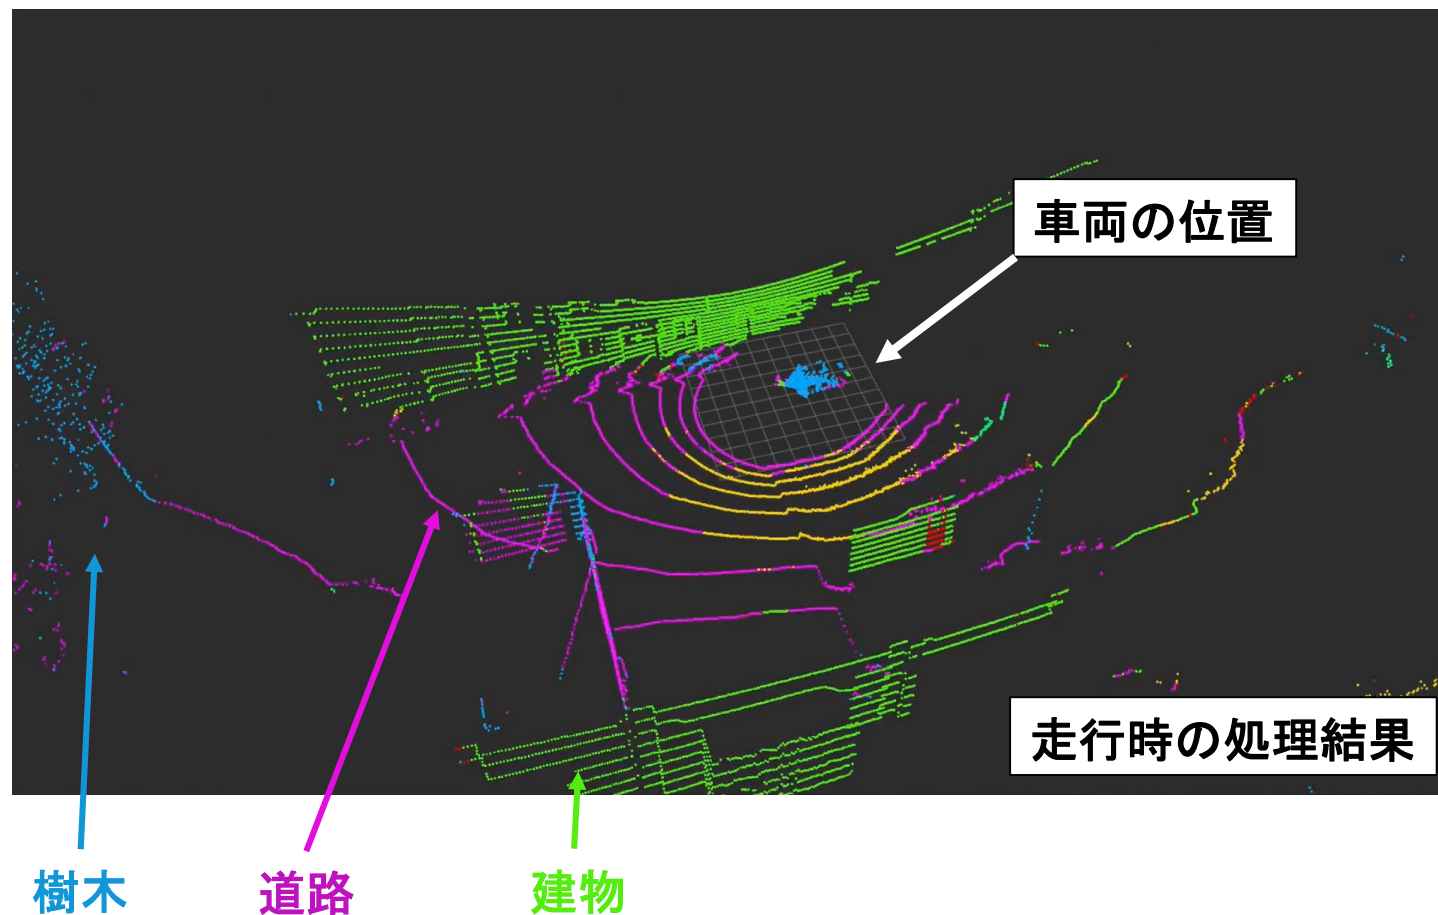 車両の位置
走行時の処理結果
樹木
道路
建物